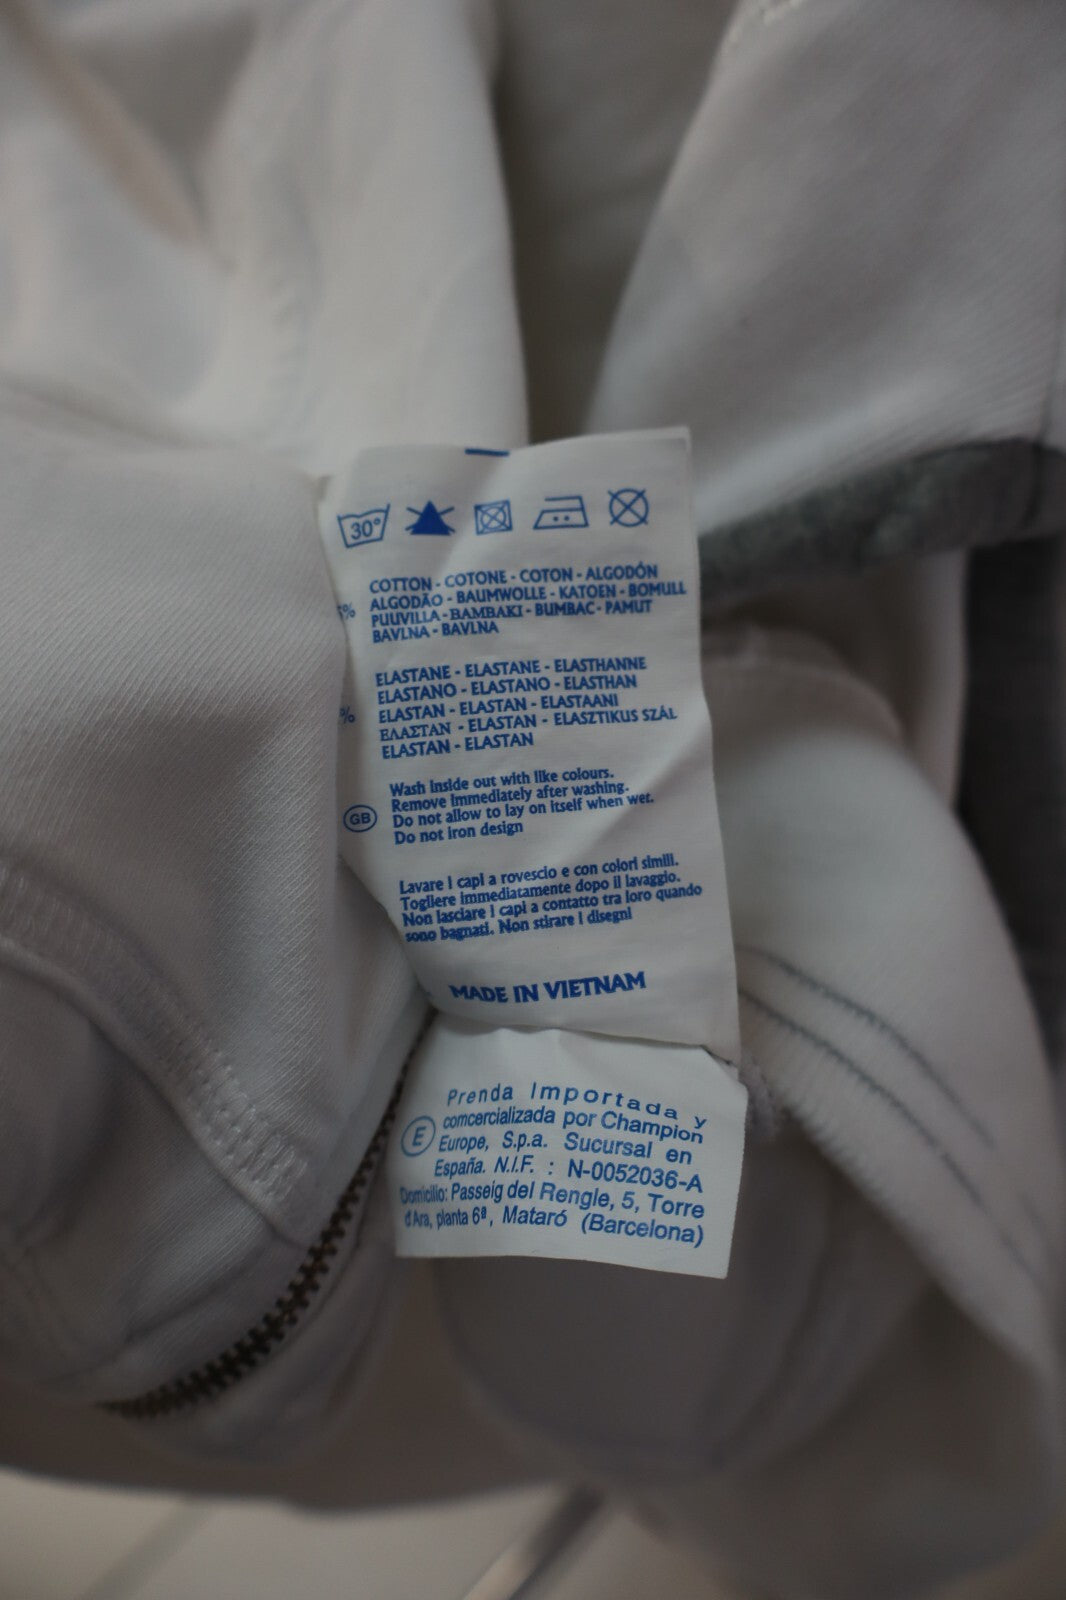 30°
COTTON - COTONE - COTON - ALGODÓN
% ALGODÃO - BAUMWOLLE - KATOEN - BOMULL
PUUVILLA - BAMBAKI - BUMBAC - PAMUT
BAVLNA - BAVLNA
ELASTANE - ELASTANE - ELASTHANNE
ELASTANO - ELASTANO - ELASTHAN
% ELASTAN - ELASTAN - ELASTAANI
ΕΛΑΣΤΑΝ - ELASTAN - ELASZTIKUS SZÁL
ELASTAN - ELASTAN
Wash inside out with like colours.
Remove immediately after washing.
GB Do not allow to lay on itself when wet.
Do not iron design
Lavare i capi a rovescio e con colori simili.
Togliere immediatamente dopo il lavaggio.
Non lasciare i capi a contatto tra loro quando
sono bagnati. Non stirare i disegni
MADE IN VIETNAM
Prenda Importada y
E comcercializada por Champion
Europe, S.p.a. Sucursal en
España. N.I.F. : N-0052036-A
Domicilio: Passeig del Rengle, 5, Torre
d'Ara, planta 6ª, Mataró (Barcelona)